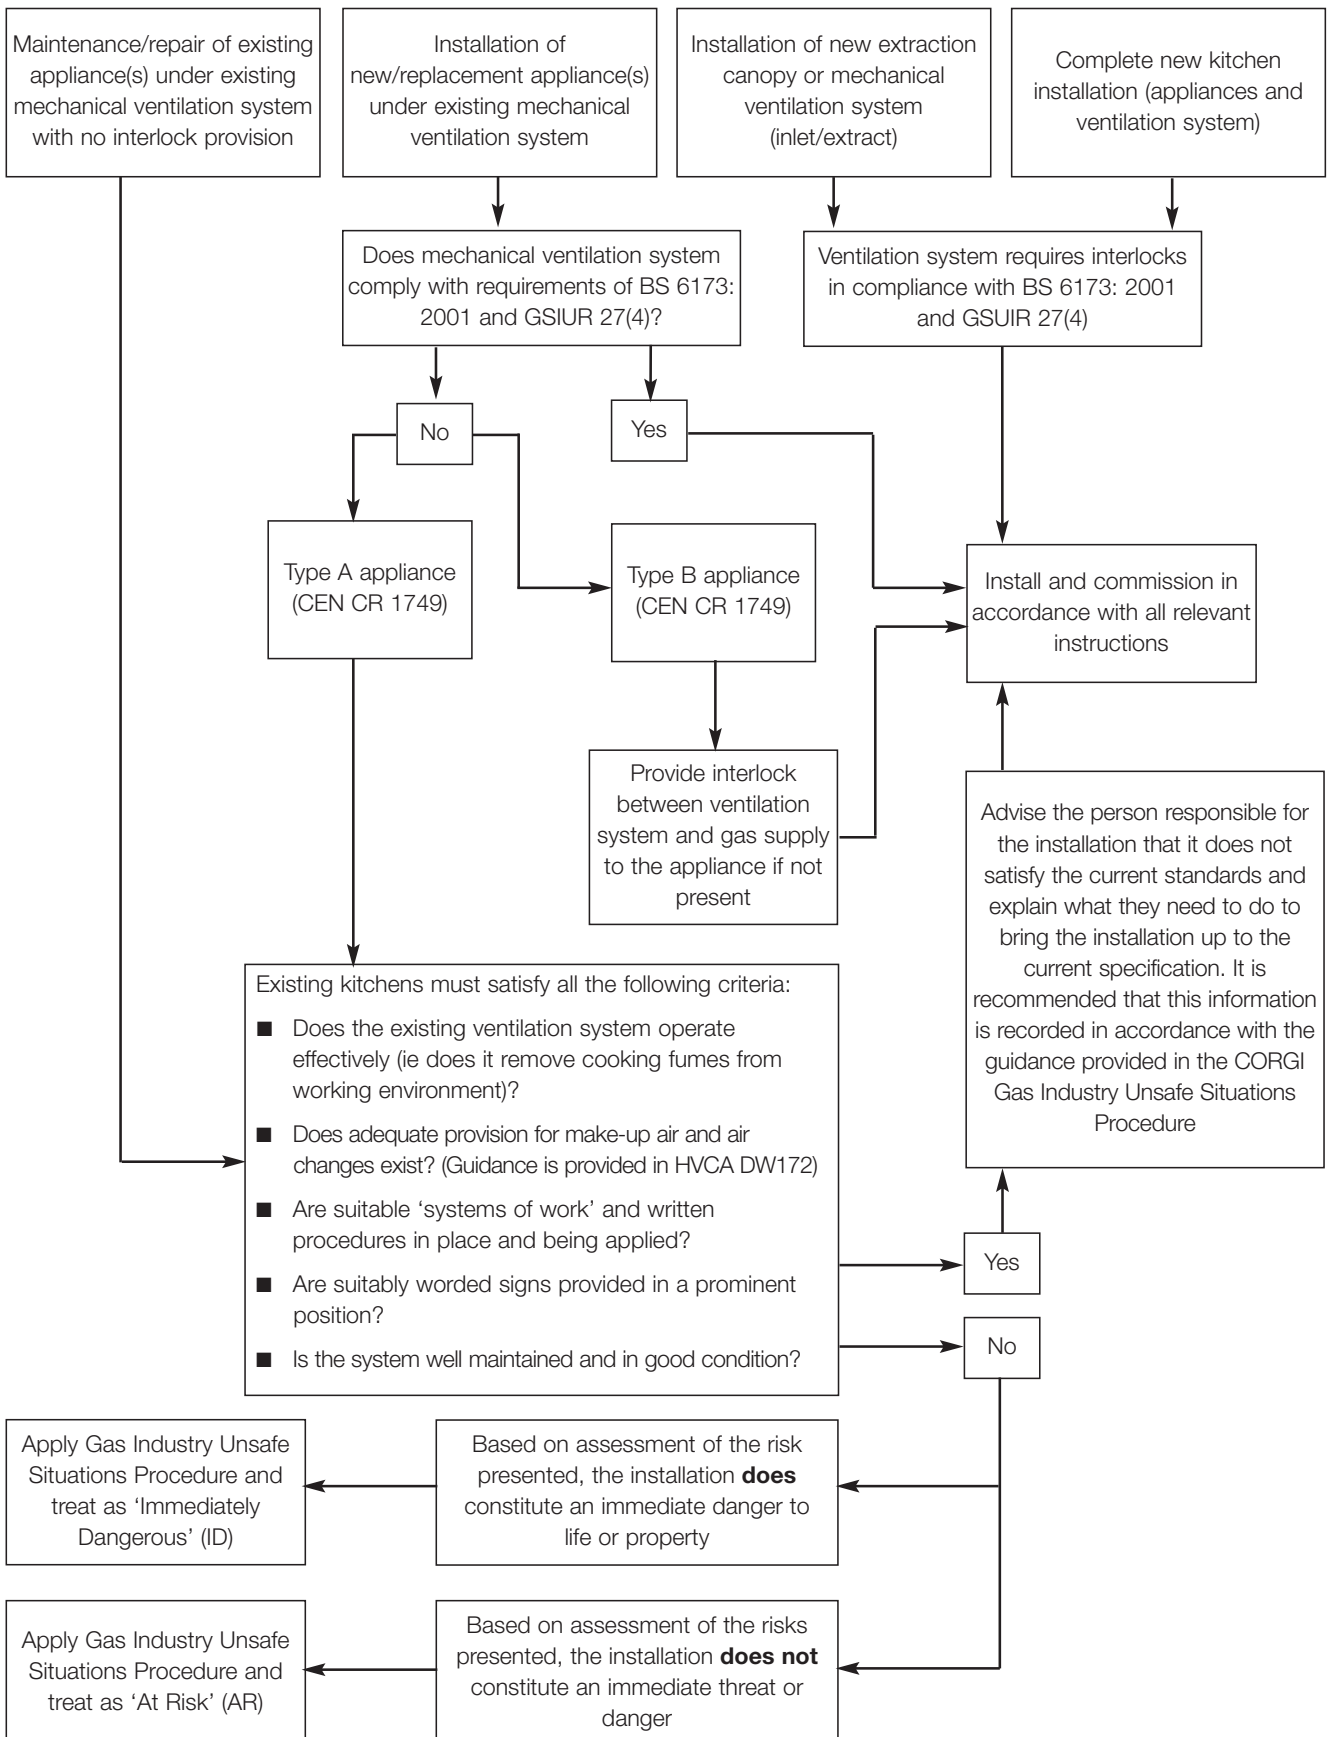 Maintenance/repair of existing
appliance(s) under existing
mechanical ventilation system
with no interlock provision
Installation of
new/replacement appliance(s)
under existing mechanical
ventilation system
Installation of new extraction
canopy or mechanical
ventilation system
(inlet/extract)
Complete new kitchen
installation (appliances and
ventilation system)
Does mechanical ventilation system
comply with requirements of BS 6173:
2001 and GSIUR 27(4)?
Ventilation system requires interlocks
in compliance with BS 6173: 2001
and GSUIR 27(4)
No
Yes
Type A appliance
(CEN CR 1749)
Type B appliance
(CEN CR 1749)
Install and commission in
accordance with all relevant
instructions
Provide interlock
between ventilation
system and gas supply
to the appliance if not
present
Advise the person responsible for
the installation that it does not
satisfy the current standards and
explain what they need to do to
bring the installation up to the
current specification. It is
recommended that this information
is recorded in accordance with the
guidance provided in the CORGI
Gas Industry Unsafe Situations
Procedure
Existing kitchens must satisfy all the following criteria:
■ Does the existing ventilation system operate
effectively (ie does it remove cooking fumes from
working environment)?
■ Does adequate provision for make-up air and air
changes exist? (Guidance is provided in HVCA DW172)
■ Are suitable ‘systems of work’ and written
procedures in place and being applied?
■ Are suitably worded signs provided in a prominent
position?
■ Is the system well maintained and in good condition?
Yes
No
Apply Gas Industry Unsafe
Situations Procedure and
treat as ‘Immediately
Dangerous’ (ID)
Based on assessment of the risk
presented, the installation does
constitute an immediate danger to
life or property
Apply Gas Industry Unsafe
Situations Procedure and
treat as ‘At Risk’ (AR)
Based on assessment of the risks
presented, the installation does not
constitute an immediate threat or
danger